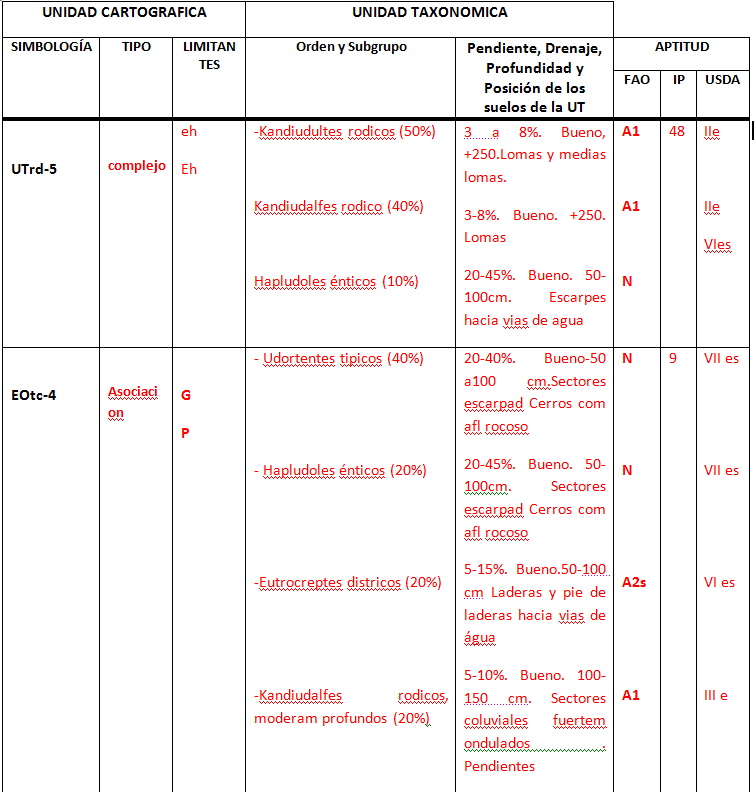 UNIDAD CARTOGRAFICA
UNIDAD TAXONOMICA
SIMBOLOGÍA
TIPO
LIMITAN
TES
Orden y Subgrupo
Pendiente, Drenaje,
Profundidad y
Posición de los
suelos de la UT
APTITUD
FAO
IP
USDA
UTrd-5
complejo
eh
Eh
-Kandiudultes rodicos (50%)
3 a 8%. Bueno,
+250.Lomas y medias
lomas.
A1
48
IIe
Kandiudalfes rodico (40%)
3-8%. Bueno. +250.
Lomas
A1
IIe
VIes
Hapludoles énticos (10%)
20-45%. Bueno. 50-
100cm. Escarpes
hacia vias de agua
N
EOtc-4
Asociaci
on
G
P
- Udortentes tipicos (40%)
20-40%. Bueno-50
a100 cm.Sectores
escarpad Cerros com
afl rocoso
N
9
VII es
- Hapludoles énticos (20%)
20-45%. Bueno. 50-
100cm. Sectores
escarpad Cerros com
afl rocoso
N
VII es
-Eutrocreptes districos (20%)
5-15%. Bueno.50-100
cm Laderas y pie de
laderas hacia vias de
água
A2s
VI es
-Kandiudalfes rodicos,
moderam profundos (20%)
5-10%. Bueno. 100-
150 cm. Sectores
coluviales fuertem
ondulados .
Pendientes
A1
III e